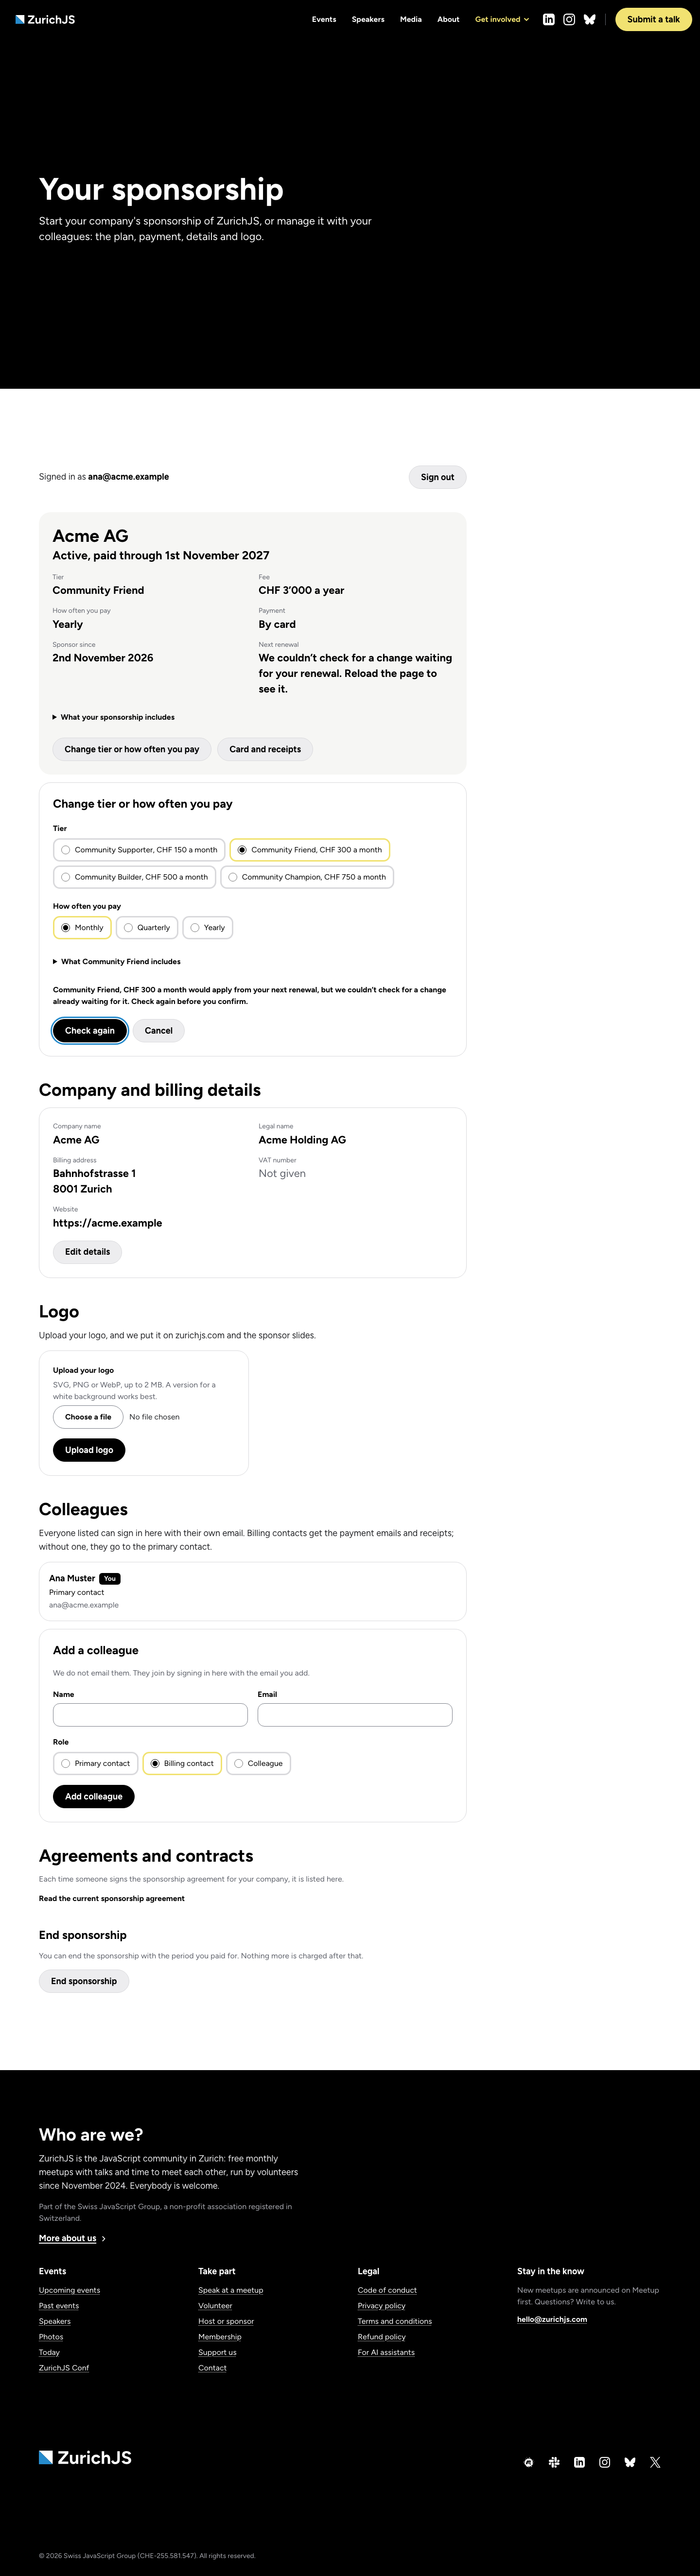 ZurichJS
Events Speakers Media About Get involved
Submit a talk
Your sponsorship
Start your company's sponsorship of ZurichJS, or manage it with your
colleagues: the plan, payment, details and logo.
Signed in as ana@acme.example
Sign out
Acme AG
Active, paid through 1st November 2027
Tier
Community Friend
Fee
CHF 3’000 a year
How often you pay
Yearly
Payment
By card
Sponsor since
2nd November 2026
Next renewal
We couldn’t check for a change waiting
for your renewal. Reload the page to
see it.
What your sponsorship includes
Change tier or how often you pay
Card and receipts
Change tier or how often you pay
Tier
Community Supporter, CHF 150 a month
Community Friend, CHF 300 a month
Community Builder, CHF 500 a month
Community Champion, CHF 750 a month
How often you pay
Monthly
Quarterly
Yearly
What Community Friend includes
Community Friend, CHF 300 a month would apply from your next renewal, but we couldn’t check for a change
already waiting for it. Check again before you confirm.
Check again
Cancel
Company and billing details
Company name
Acme AG
Legal name
Acme Holding AG
Billing address
Bahnhofstrasse 1
8001 Zurich
VAT number
Not given
Website
https://acme.example
Edit details
Logo
Upload your logo, and we put it on zurichjs.com and the sponsor slides.
Upload your logo
SVG, PNG or WebP, up to 2 MB. A version for a
white background works best.
Choose a file
No file chosen
Upload logo
Colleagues
Everyone listed can sign in here with their own email. Billing contacts get the payment emails and receipts;
without one, they go to the primary contact.
Ana Muster You
Primary contact
ana@acme.example
Add a colleague
We do not email them. They join by signing in here with the email you add.
Name
Email
Role
Primary contact
Billing contact
Colleague
Add colleague
Agreements and contracts
Each time someone signs the sponsorship agreement for your company, it is listed here.
Read the current sponsorship agreement
End sponsorship
You can end the sponsorship with the period you paid for. Nothing more is charged after that.
End sponsorship
Who are we?
ZurichJS is the JavaScript community in Zurich: free monthly
meetups with talks and time to meet each other, run by volunteers
since November 2024. Everybody is welcome.
Part of the Swiss JavaScript Group, a non-profit association registered in
Switzerland.
More about us
Events
Upcoming events
Past events
Speakers
Photos
Today
ZurichJS Conf
Take part
Speak at a meetup
Volunteer
Host or sponsor
Membership
Support us
Contact
Legal
Code of conduct
Privacy policy
Terms and conditions
Refund policy
For AI assistants
Stay in the know
New meetups are announced on Meetup
first. Questions? Write to us.
hello@zurichjs.com
ZurichJS
© 2026 Swiss JavaScript Group (CHE-255.581.547). All rights reserved.